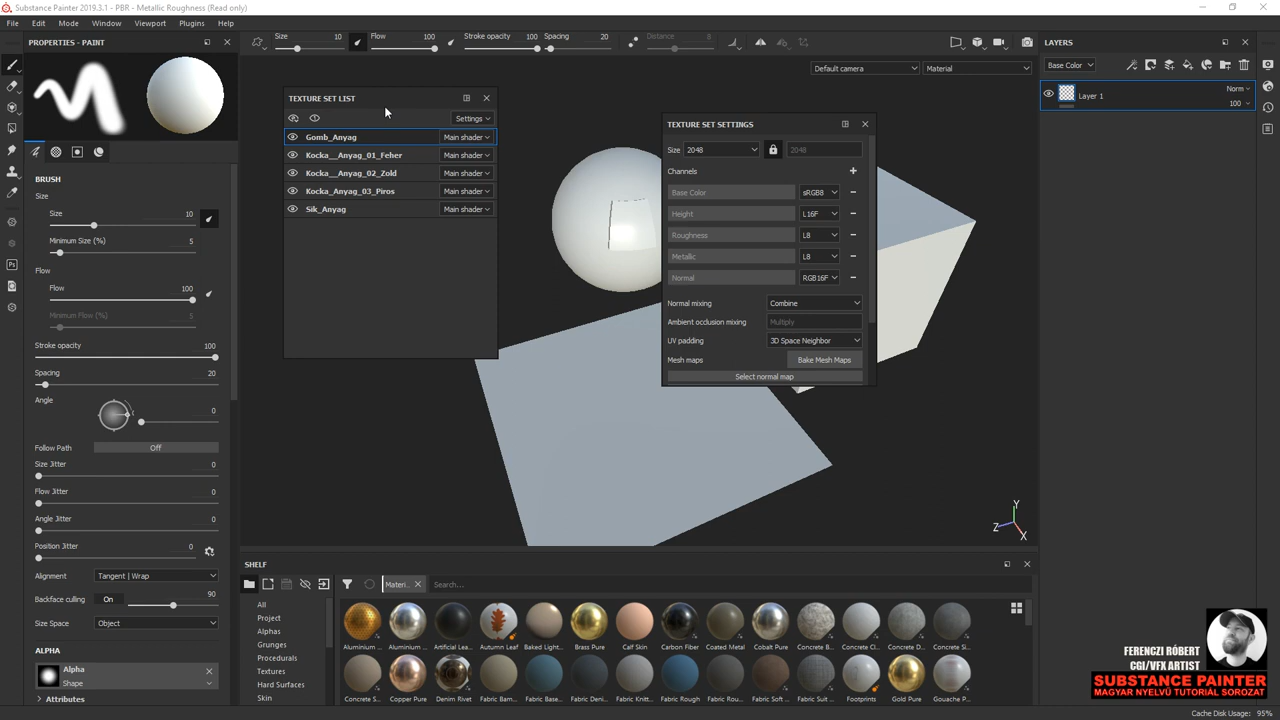 Substance Painter 2019.3.1 - PBR - Metallic Roughness (Read only)
File Edit Mode Window Viewport Plugins Help
PROPERTIES - PAINT
Size 10 Flow 100 Stroke opacity 100 Spacing 20 Distance 8
LAYERS
Default camera Material
Base Color
Layer 1 Norm 100
TEXTURE SET LIST
Settings
Gomb_Anyag Main shader
Kocka__Anyag_01_Feher Main shader
Kocka__Anyag_02_Zold Main shader
Kocka_Anyag_03_Piros Main shader
Sik_Anyag Main shader
TEXTURE SET SETTINGS
Size 2048 2048
Channels
Base Color sRGB8
Height L16F
Roughness L8
Metallic L8
Normal RGB16F
Normal mixing Combine
Ambient occlusion mixing Multiply
UV padding 3D Space Neighbor
Mesh maps Bake Mesh Maps
Select normal map
BRUSH
Size
Size 10
Minimum Size (%) 5
Flow
Flow 100
Minimum Flow (%) 5
Stroke opacity 100
Spacing 20
Angle 0
Follow Path Off
Size Jitter 0
Flow Jitter 0
Angle Jitter 0
Position Jitter 0
Alignment Tangent | Wrap
Backface culling On 90
Size Space Object
ALPHA
Alpha
Shape
Attributes
Y
Z
X
SHELF
Materi... Search...
All
Project
Alphas
Grunges
Procedurals
Textures
Hard Surfaces
Skin
Aluminium ... Aluminium ... Artificial Lea... Autumn Leaf Baked Light... Brass Pure Calf Skin Carbon Fiber Coated Metal Cobalt Pure Concrete B... Concrete Cl... Concrete D... Concrete Si...
Concrete S... Copper Pure Denim Rivet Fabric Bam... Fabric Base... Fabric Deni... Fabric Knitt... Fabric Rough Fabric Rou... Fabric Soft ... Fabric Suit ... Footprints Gold Pure Gouache P...
FERENCZI RÓBERT
CGI/VFX ARTIST
SUBSTANCE PAINTER
MAGYAR NYELVŰ TUTORIÁL SOROZAT
Cache Disk Usage: 95%